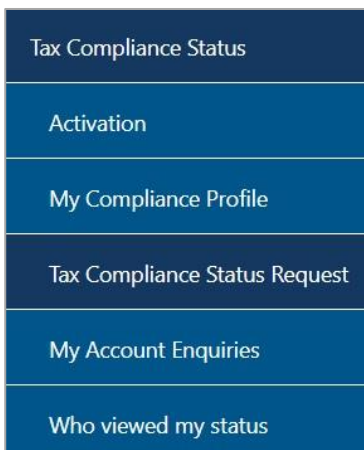 Tax Compliance Status
Activation
My Compliance Profile
Tax Compliance Status Request
My Account Enquiries
Who viewed my status